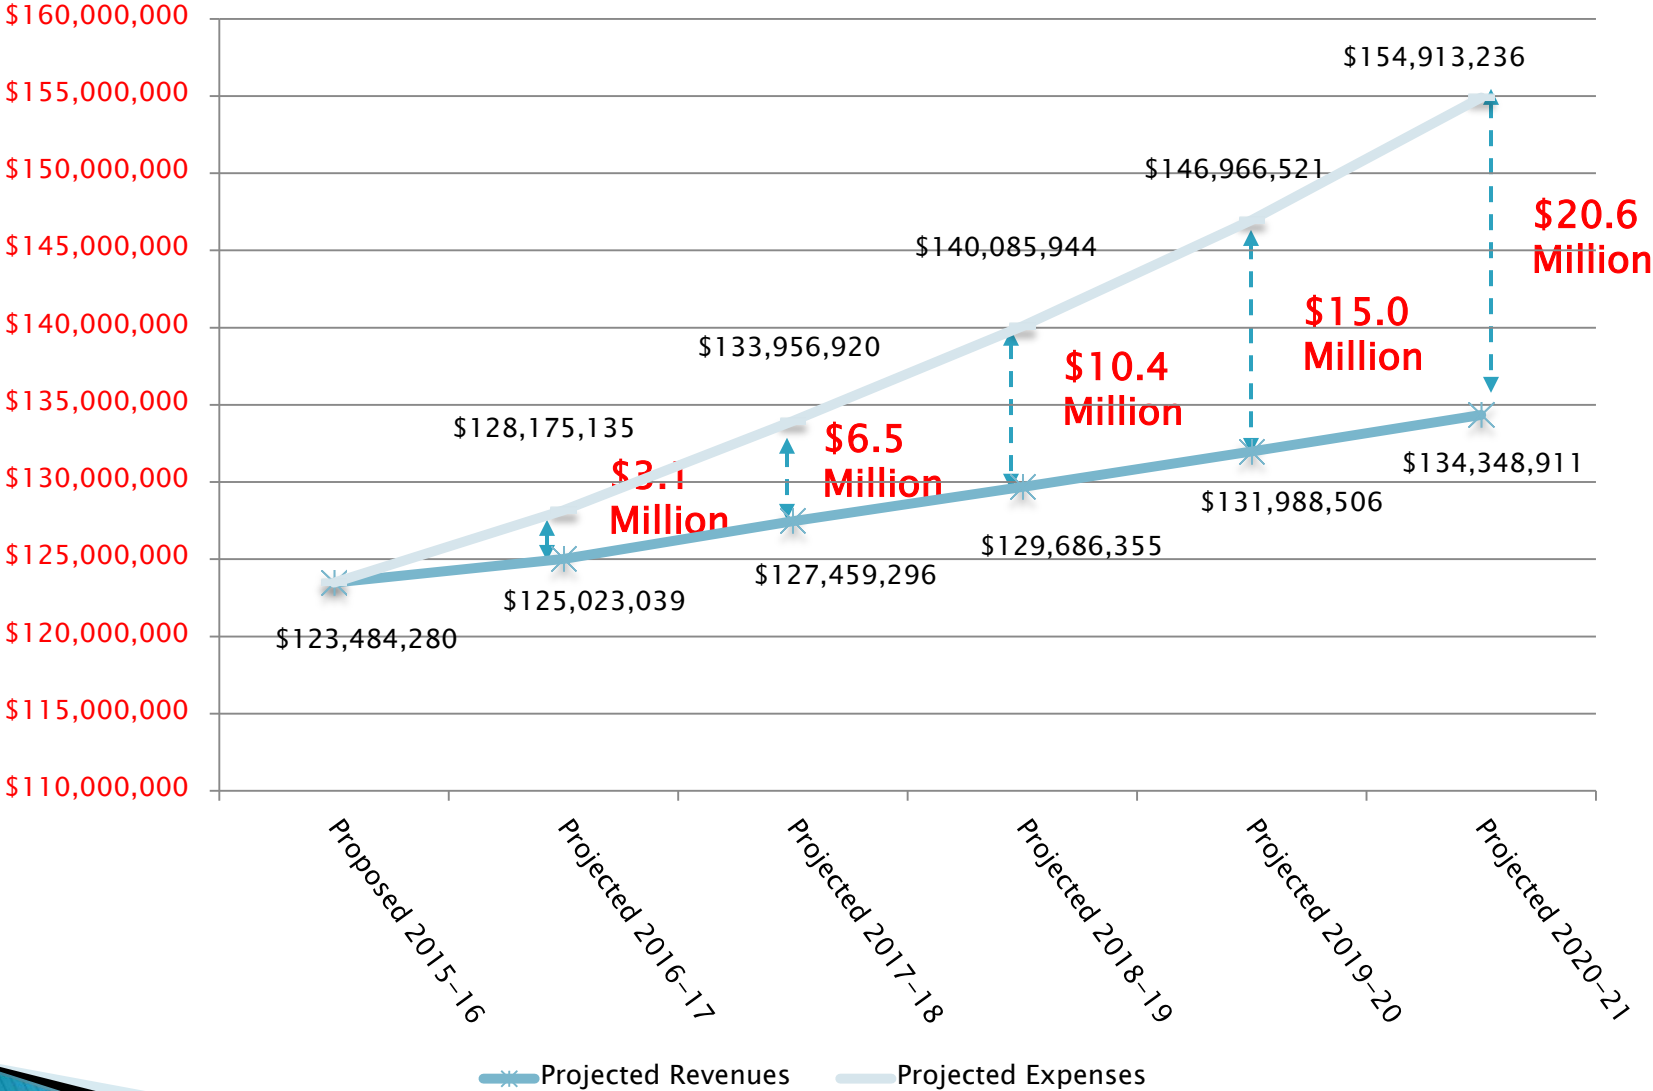 $160,000,000
$155,000,000
$150,000,000
$145,000,000
$140,000,000
$135,000,000
$130,000,000
$125,000,000
$120,000,000
$115,000,000
$110,000,000
$154,913,236
$146,966,521
$140,085,944
$133,956,920
$128,175,135
$20.6
Million
$15.0
Million
$10.4
Million
$6.5
Million
$3.1
Million
$134,348,911
$131,988,506
$129,686,355
$127,459,296
$125,023,039
$123,484,280
Proposed 2015-16
Projected 2016-17
Projected 2017-18
Projected 2018-19
Projected 2019-20
Projected 2020-21
Projected Revenues
Projected Expenses